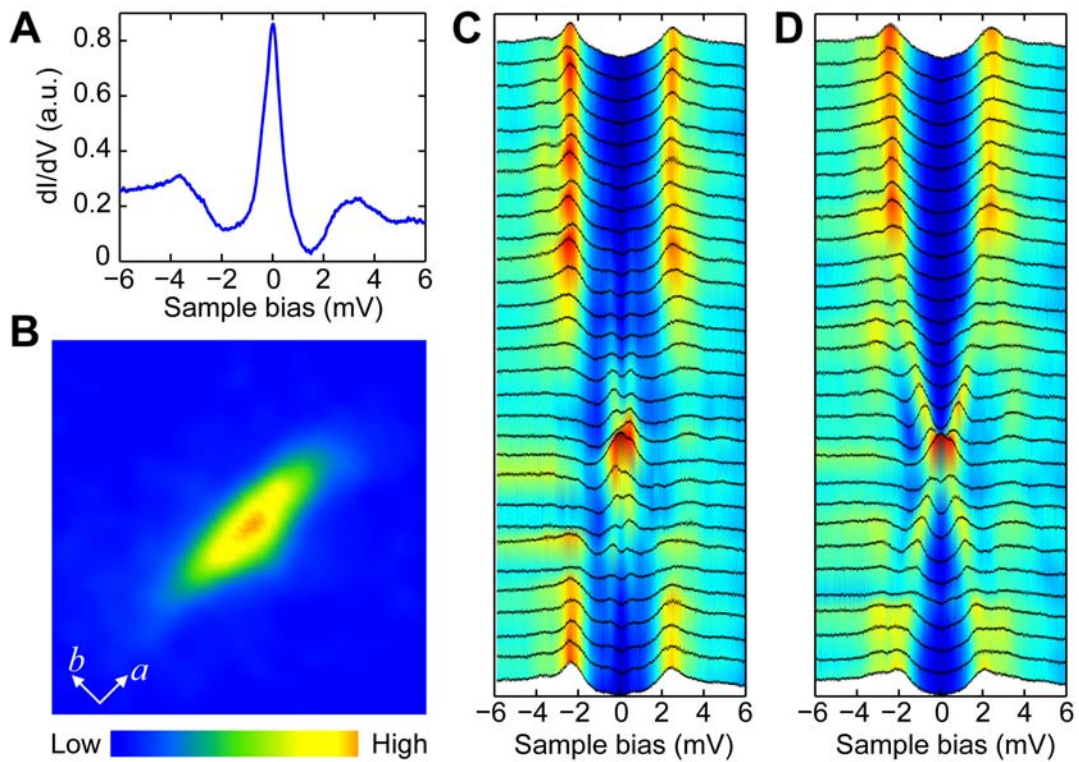 A
0.8
0.6
0.4
0.2
0
dI/dV (a.u.)
−6 −4 −2 0 2 4 6
Sample bias (mV)
B
b
a
Low High
C
−6 −4 −2 0 2 4 6
Sample bias (mV)
D
−6 −4 −2 0 2 4 6
Sample bias (mV)